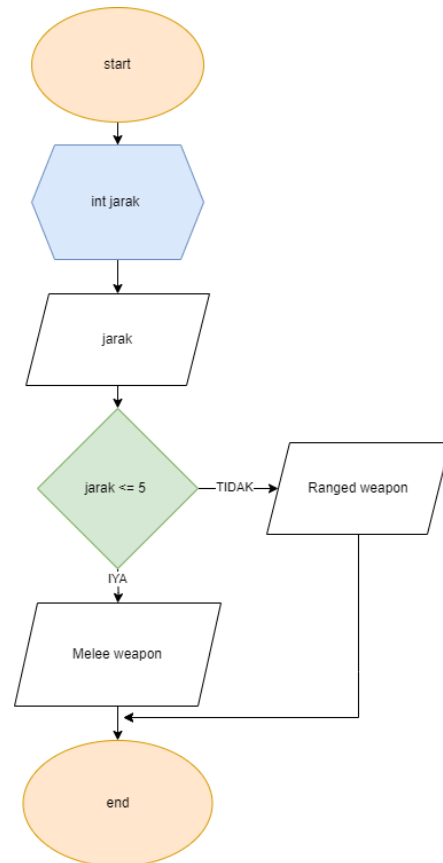 start
int jarak
jarak
jarak <= 5
TIDAK
Ranged weapon
IYA
Melee weapon
end